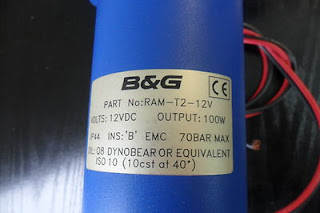 B&G
CE
PART No:RAM-T2-12V
VOLTS:12VDC OUTPUT:100W
IP44 INS:'B' EMC 70BAR MAX
OIL:Q8 DYNOBEAR OR EQUIVALENT
ISO 10 (10cst at 40°)